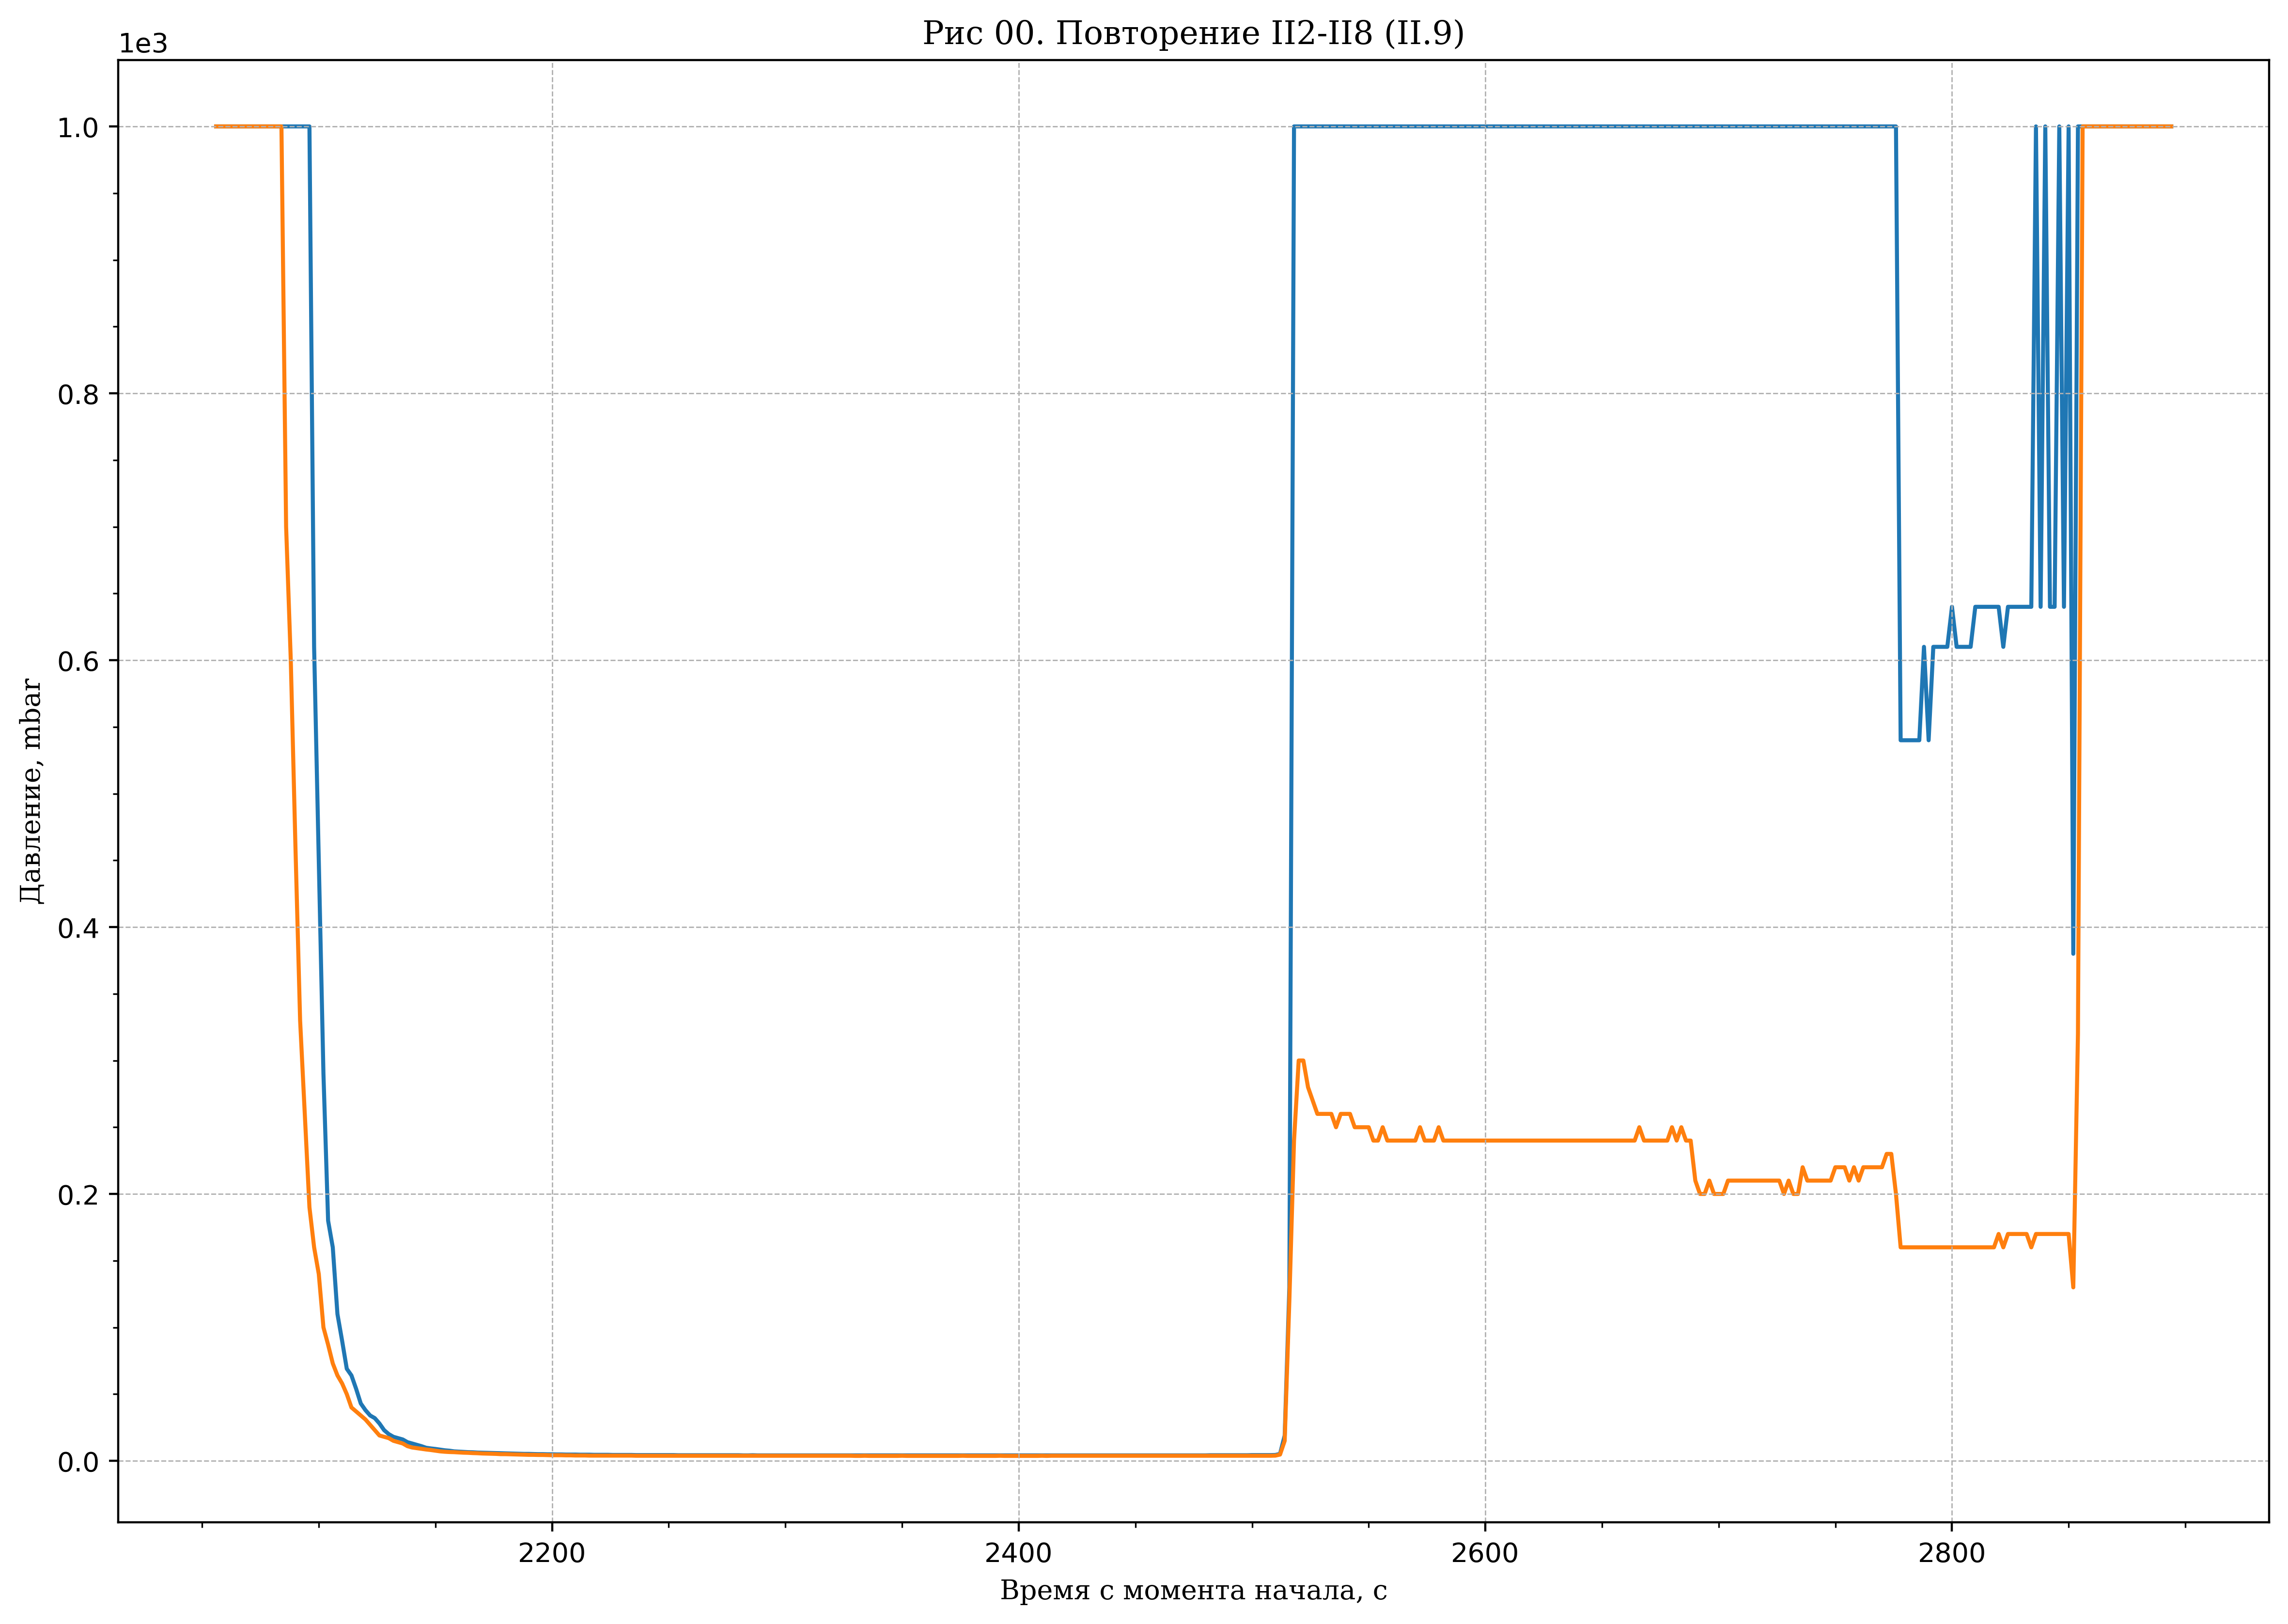 Рис 00. Повторение II2-II8 (II.9)
1e3
1.0
0.8
0.6
0.4
0.2
0.0
Давление, mbar
2200 2400 2600 2800
Время с момента начала, с